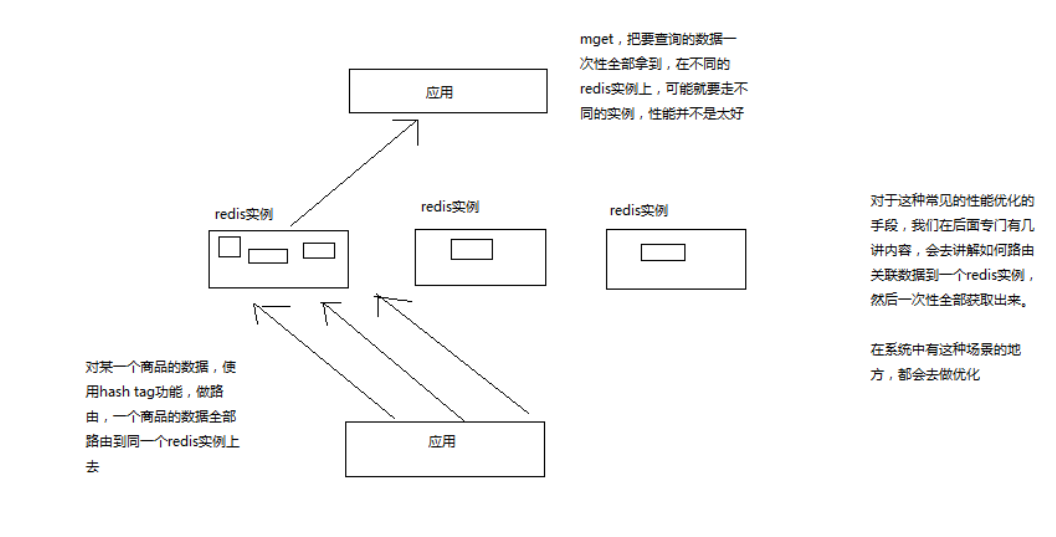 mget，把要查询的数据一
次性全部拿到，在不同的
redis实例上，可能就要走不
同的实例，性能并不是太好
应用
redis实例
redis实例
redis实例
对于这种常见的性能优化的
手段，我们在后面专门有几
讲内容，会去讲解如何路由
关联数据到一个redis实例，
然后一次性全部获取出来。
在系统中有这种场景的地
方，都会去做优化
对某一个商品的数据，使
用hash tag功能，做路
由，一个商品的数据全部
路由到同一个redis实例上
去
应用